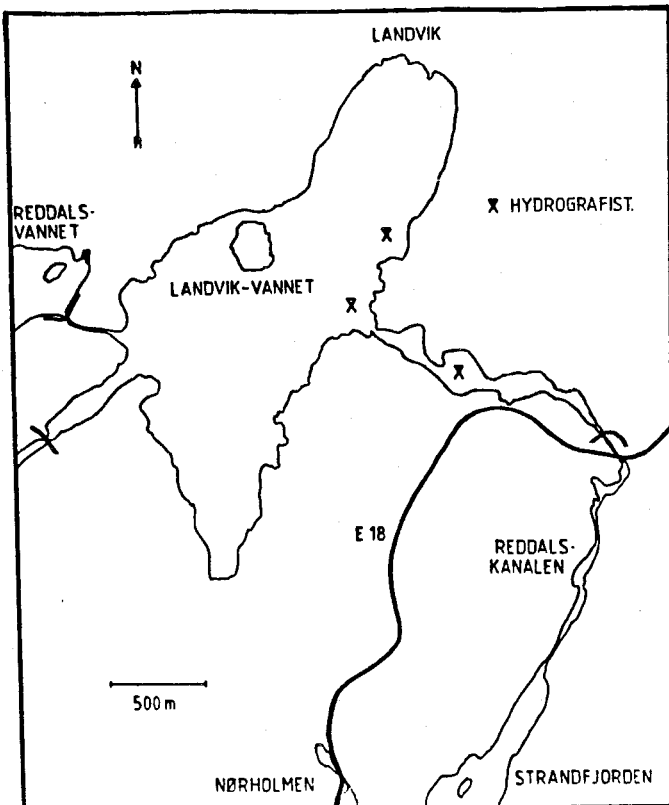 LANDVIK
N
REDDALS-
VANNET
X HYDROGRAFIST.
LANDVIK-VANNET
E 18
REDDALS-
KANALEN
500 m
NØRHOLMEN
STRANDFJORDEN